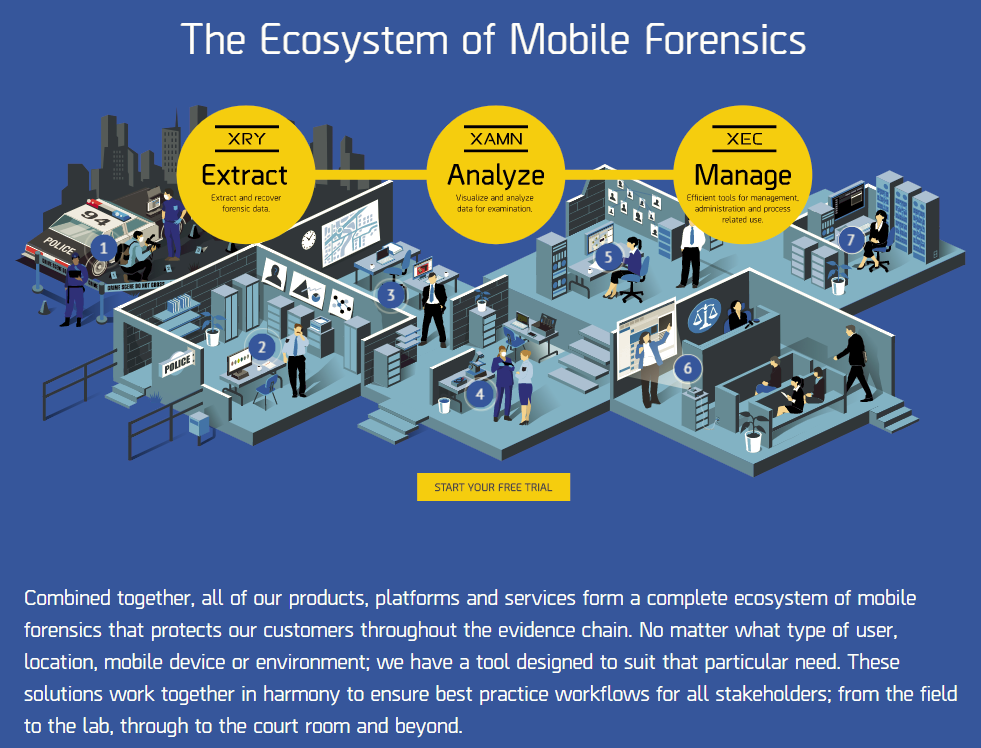 The Ecosystem of Mobile Forensics
XRY
Extract
Extract and recover
forensic data.
XAMN
Analyze
Visualize and analyze
data for examination.
XEC
Manage
Efficient tools for management,
administration and process
related use.
94
POLICE
1
CRIME SCENE DO NOT CROSS
2
POLICE
3
4
5
6
7
START YOUR FREE TRIAL
Combined together, all of our products, platforms and services form a complete ecosystem of mobile
forensics that protects our customers throughout the evidence chain. No matter what type of user,
location, mobile device or environment; we have a tool designed to suit that particular need. These
solutions work together in harmony to ensure best practice workflows for all stakeholders; from the field
to the lab, through to the court room and beyond.